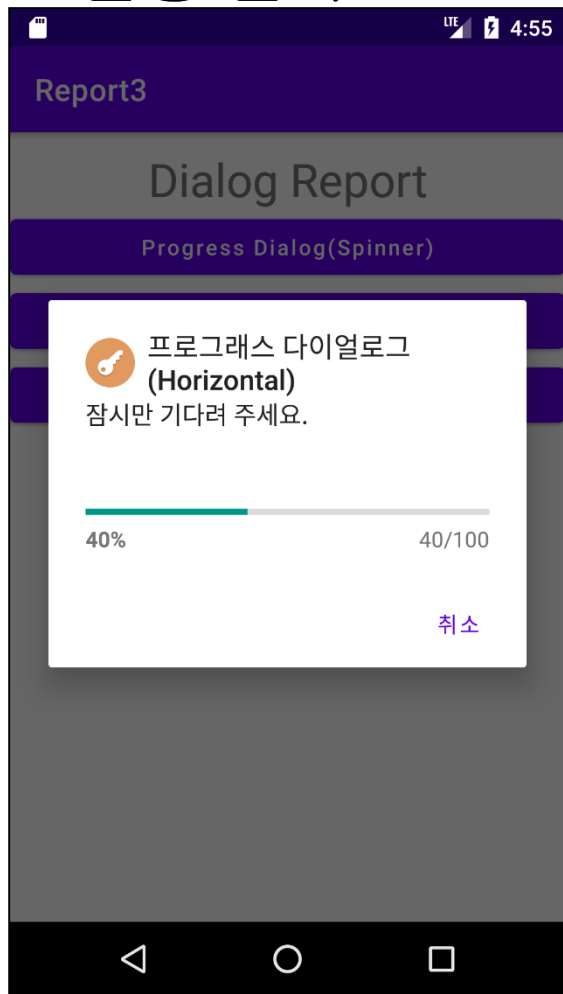 LTE 4:55
Report3
Dialog Report
Progress Dialog(Spinner)
프로그래스 다이얼로그
(Horizontal)
잠시만 기다려 주세요.
40% 40/100
취소